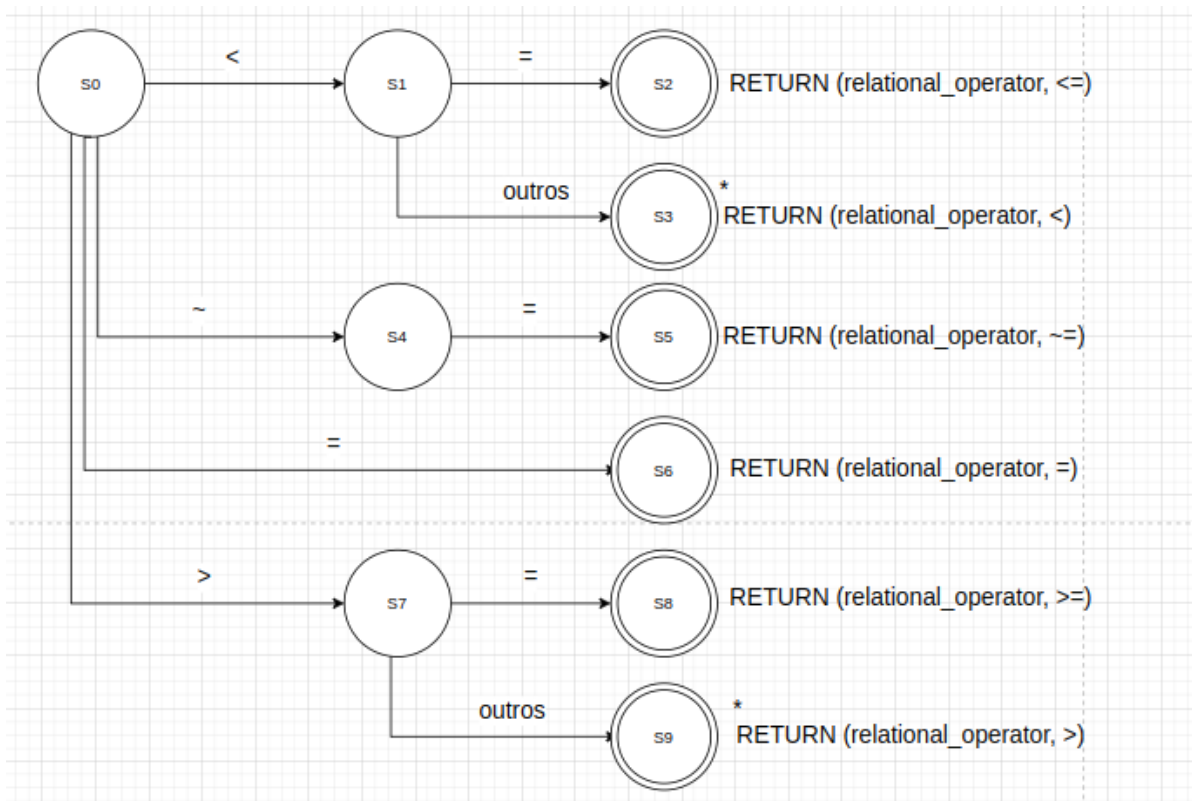 < =
S0 S1 S2 RETURN (relational_operator, <=)
outros *
S3 RETURN (relational_operator, <)
~ =
S4 S5 RETURN (relational_operator, ~=)
=
S6 RETURN (relational_operator, =)
> =
S7 S8 RETURN (relational_operator, >=)
outros *
S9 RETURN (relational_operator, >)